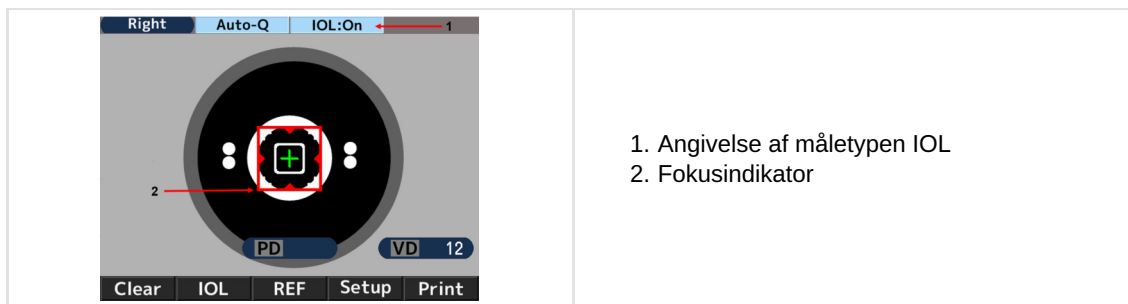 Right Auto-Q IOL:On 1
2
PD VD 12
Clear IOL REF Setup Print
1. Angivelse af måletypen IOL
2. Fokusindikator